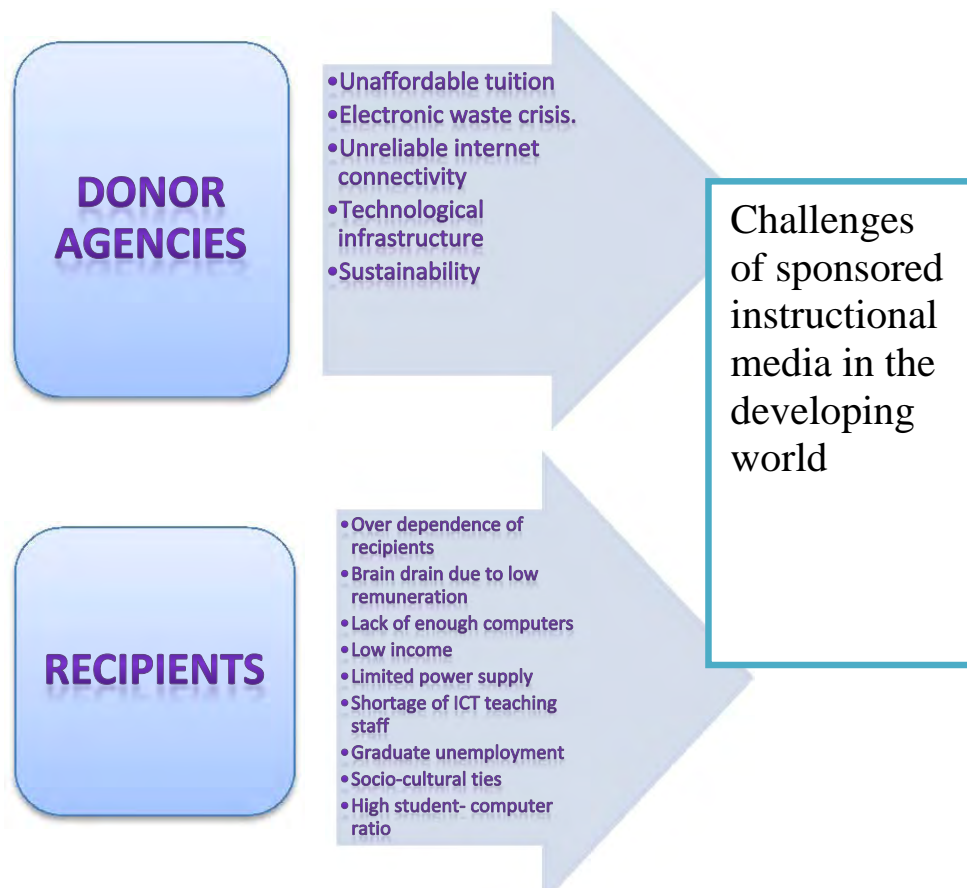 DONOR
AGENCIES
•Unaffordable tuition
•Electronic waste crisis.
•Unreliable internet
connectivity
•Technological
infrastructure
•Sustainability
RECIPIENTS
•Over dependence of
recipients
•Brain drain due to low
remuneration
•Lack of enough computers
•Low income
•Limited power supply
•Shortage of ICT teaching
staff
•Graduate unemployment
•Socio-cultural ties
•High student- computer
ratio
Challenges
of sponsored
instructional
media in the
developing
world